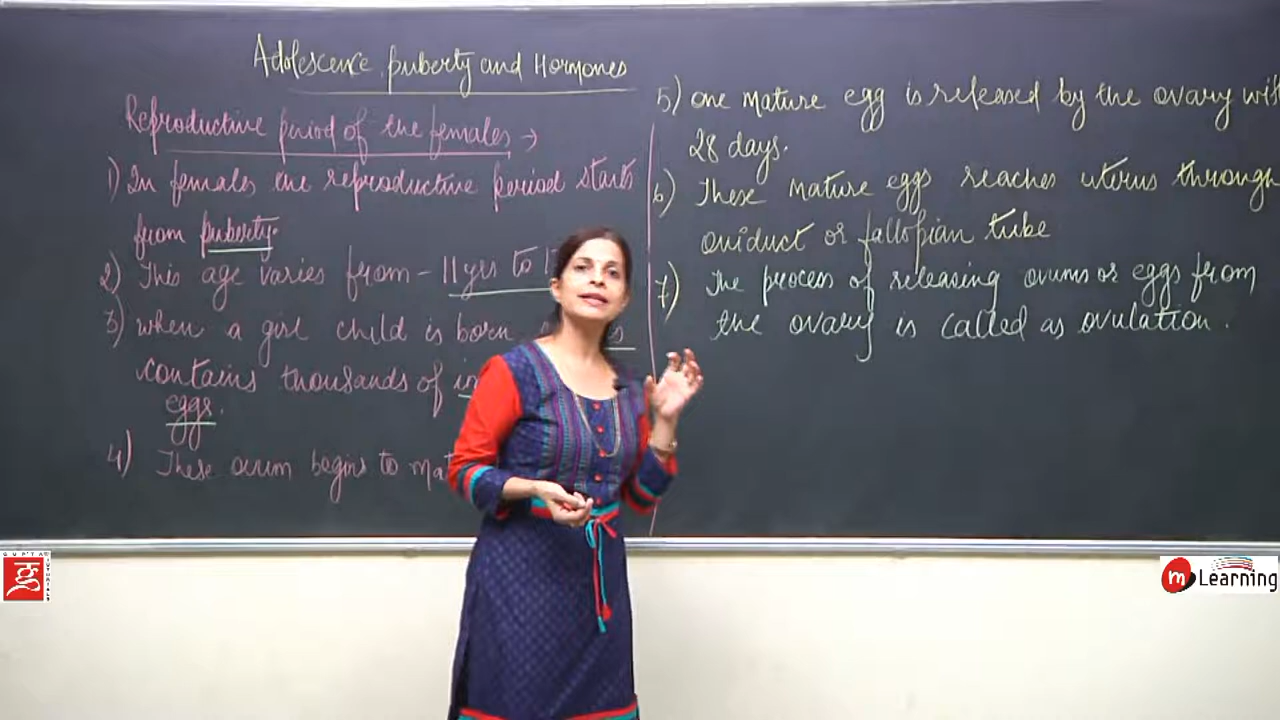 Adolescence, puberty and Hormones
Reproductive period of the females →
1) In females the reproductive period starts
from puberty.
2) This age varies from - 11yrs to
3) when a girl child is born
contains thousands of
eggs.
4) These ovum begins to
5) one mature egg is released by the ovary
28 days.
6) These mature eggs reaches uterus through
oviduct or fallopian tube
7) The process of releasing ovums or eggs from
the ovary is called as ovulation.
GUPTA
TUTORIALS
m Learning